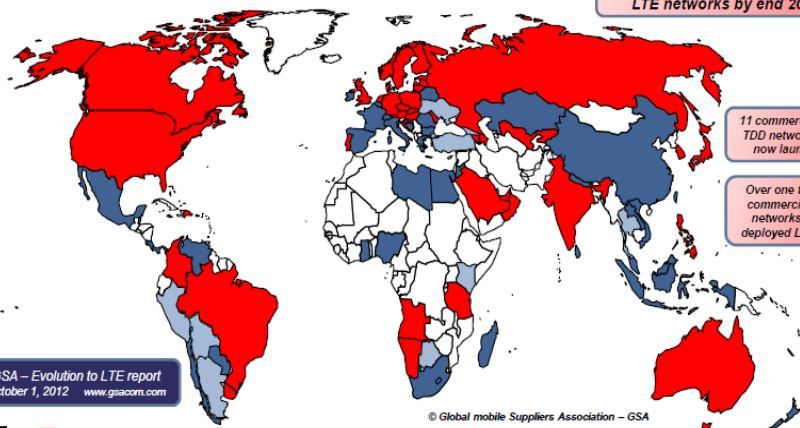 LTE networks by end 20
11 commer
TDD netwo
now laun
Over one t
commerci
networks
deployed L
SA – Evolution to LTE report
ctober 1, 2012 www.gsacom.com
© Global mobile Suppliers Association – GSA